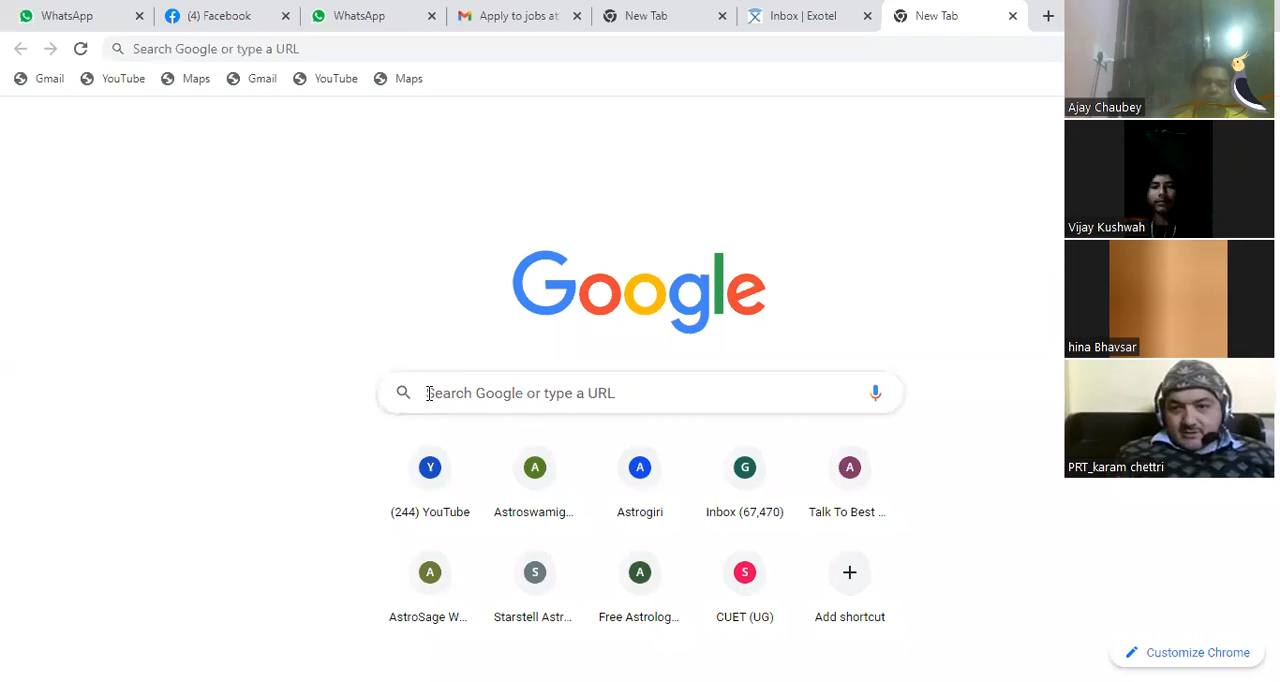 WhatsApp
(4) Facebook
WhatsApp
Apply to jobs at
New Tab
Inbox | Exotel
New Tab
Search Google or type a URL
Gmail
YouTube
Maps
Gmail
YouTube
Maps
Ajay Chaubey
Vijay Kushwah
hina Bhavsar
PRT_karam chettri
Google
Search Google or type a URL
Y
A
A
G
A
(244) YouTube
Astroswamig...
Astrogiri
Inbox (67,470)
Talk To Best ...
A
S
A
S
AstroSage W...
Starstell Astr...
Free Astrolog...
CUET (UG)
Add shortcut
Customize Chrome